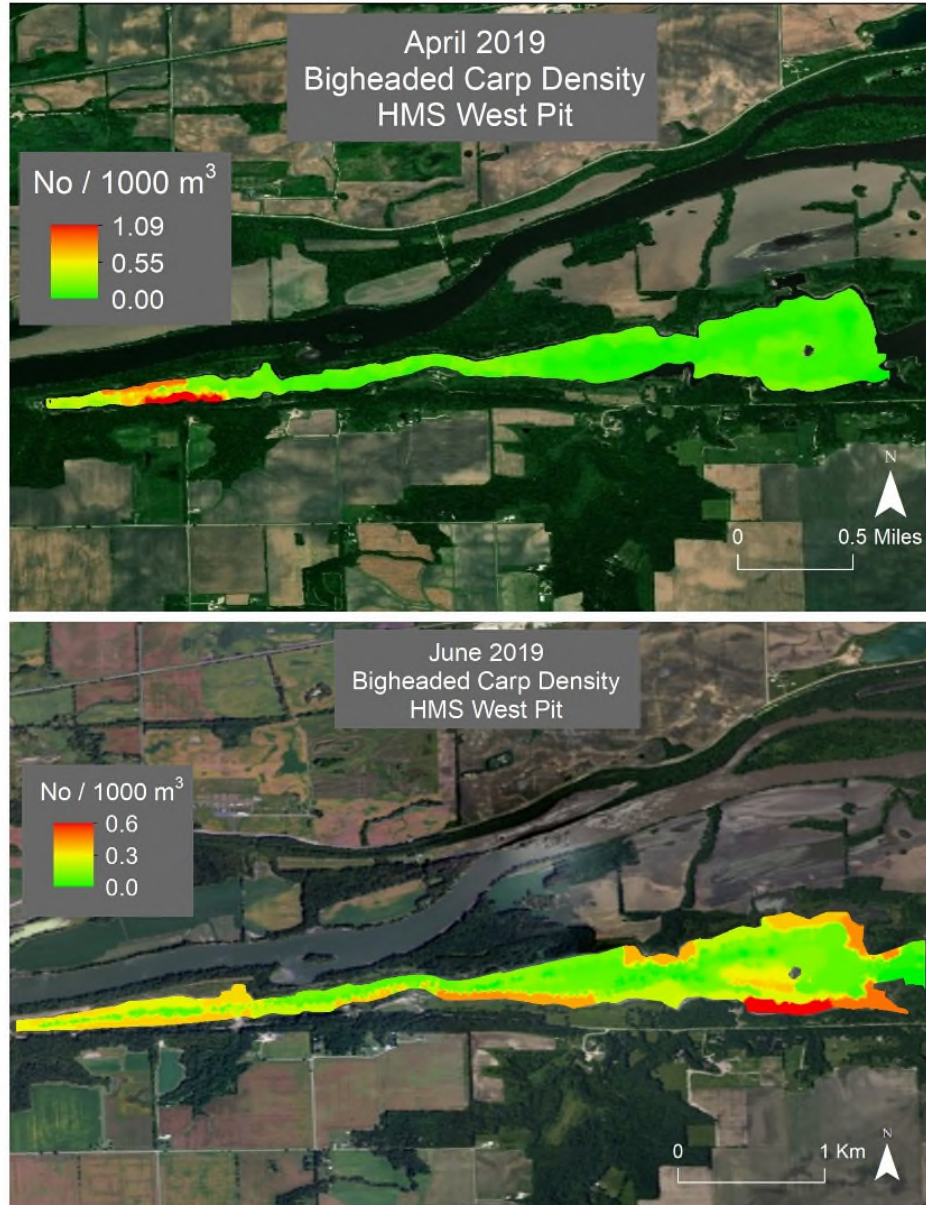 April 2019
Bigheaded Carp Density
HMS West Pit
No / 1000 m³
1.09
0.55
0.00
N
0 0.5 Miles
June 2019
Bigheaded Carp Density
HMS West Pit
No / 1000 m³
0.6
0.3
0.0
N
0 1 Km